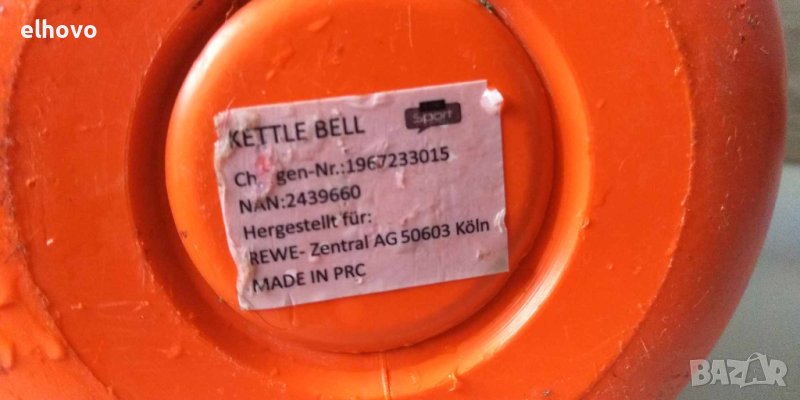 elhovo
KETTLE BELL
Sport
Ch gen-Nr.:1967233015
NAN:2439660
Hergestellt für:
REWE- Zentral AG 50603 Köln
MADE IN PRC
BAZAR